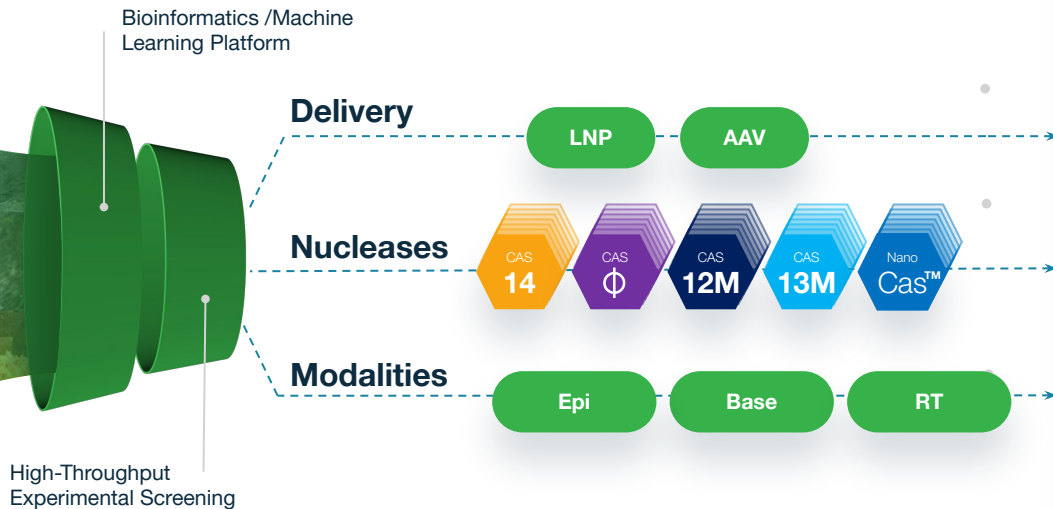 Bioinformatics /Machine
Learning Platform
Delivery
LNP
AAV
Nucleases
CAS
14
CAS
ϕ
CAS
12M
CAS
13M
Nano
Cas™
Modalities
Epi
Base
RT
High-Throughput
Experimental Screening